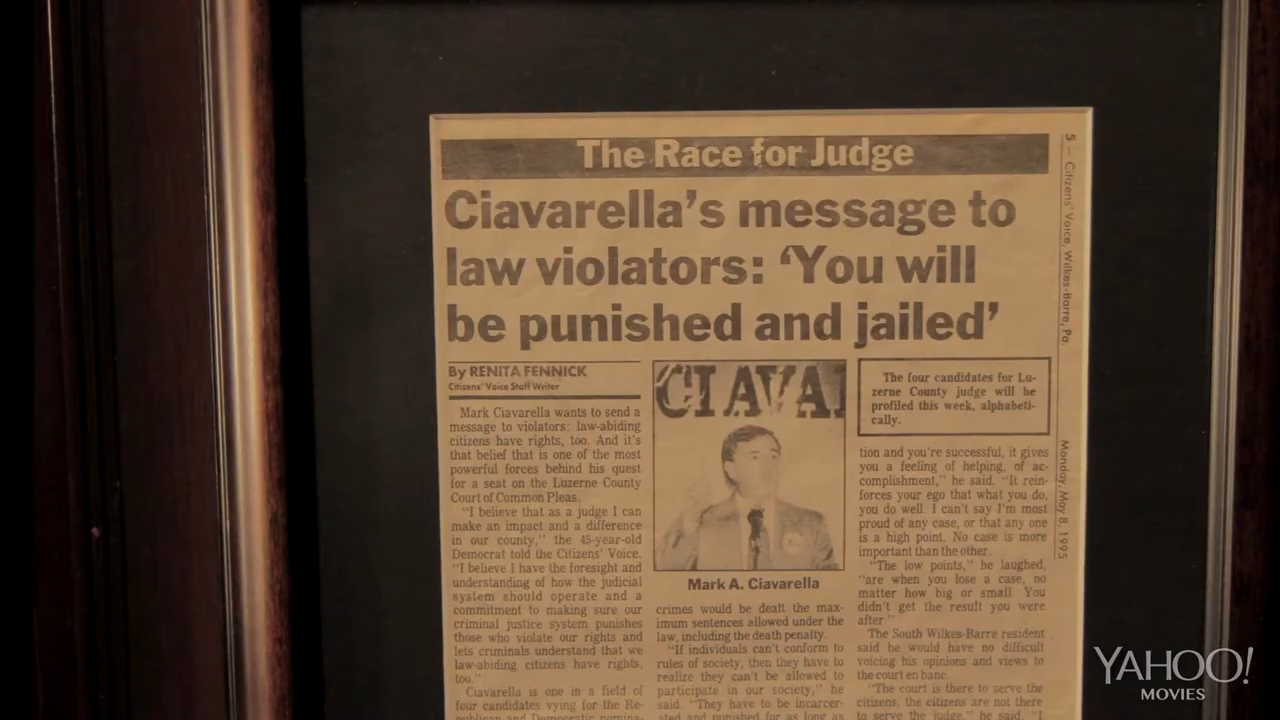 The Race for Judge
Ciavarella's message to
law violators: 'You will
be punished and jailed'
By RENITA FENNICK
Citizens' Voice Staff Writer
Mark Ciavarella wants to send a
message to violators: law-abiding
citizens have rights, too. And it's
that belief that is one of the most
powerful forces behind his quest
for a seat on the Luzerne County
Court of Common Pleas.
"I believe that as a judge I can
make an impact and a difference
in our county," the 45-year-old
Democrat told the Citizens' Voice.
"I believe I have the foresight and
understanding of how the judicial
system should operate and a
commitment to making sure our
criminal justice system punishes
those who violate our rights and
lets criminals understand that we
law-abiding citizens have rights,
too."
Ciavarella is one in a field of
four candidates vying for the Re-
publican and Democratic nomina-
CIAVA
Mark A. Ciavarella
crimes would be dealt the max-
imum sentences allowed under the
law, including the death penalty.
"If individuals can't conform to
rules of society, then they have to
realize they can't be allowed to
participate in our society," he
said. "They have to be incarcer-
ated and punished for as long as
The four candidates for Lu-
zerne County judge will be
profiled this week, alphabeti-
cally.
tion and you're successful, it gives
you a feeling of helping, of ac-
complishment," he said. "It rein-
forces your ego that what you do,
you do well. I can't say I'm most
proud of any case, or that any one
is a high point. No case is more
important than the other.
"The low points," he laughed,
"are when you lose a case, no
matter how big or small. You
didn't get the result you were
after."
The South Wilkes-Barre resident
said he would have no difficult
voicing his opinions and views to
the court en banc.
"The court is there to serve the
citizens, the citizens are not there
to serve the judge," he said. "I
5 — Citizens' Voice, Wilkes-Barre, Pa.
Monday, May 8, 1995
YAHOO!
MOVIES